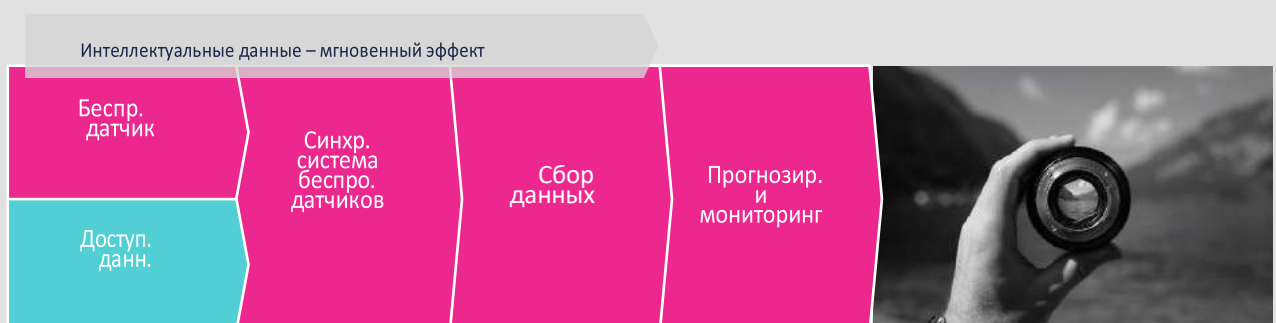 Интеллектуальные данные – мгновенный эффект
Беспр.
датчик
Доступ.
данн.
Синхр.
система
беспро.
датчиков
Сбор
данных
Прогнозир.
и
мониторинг